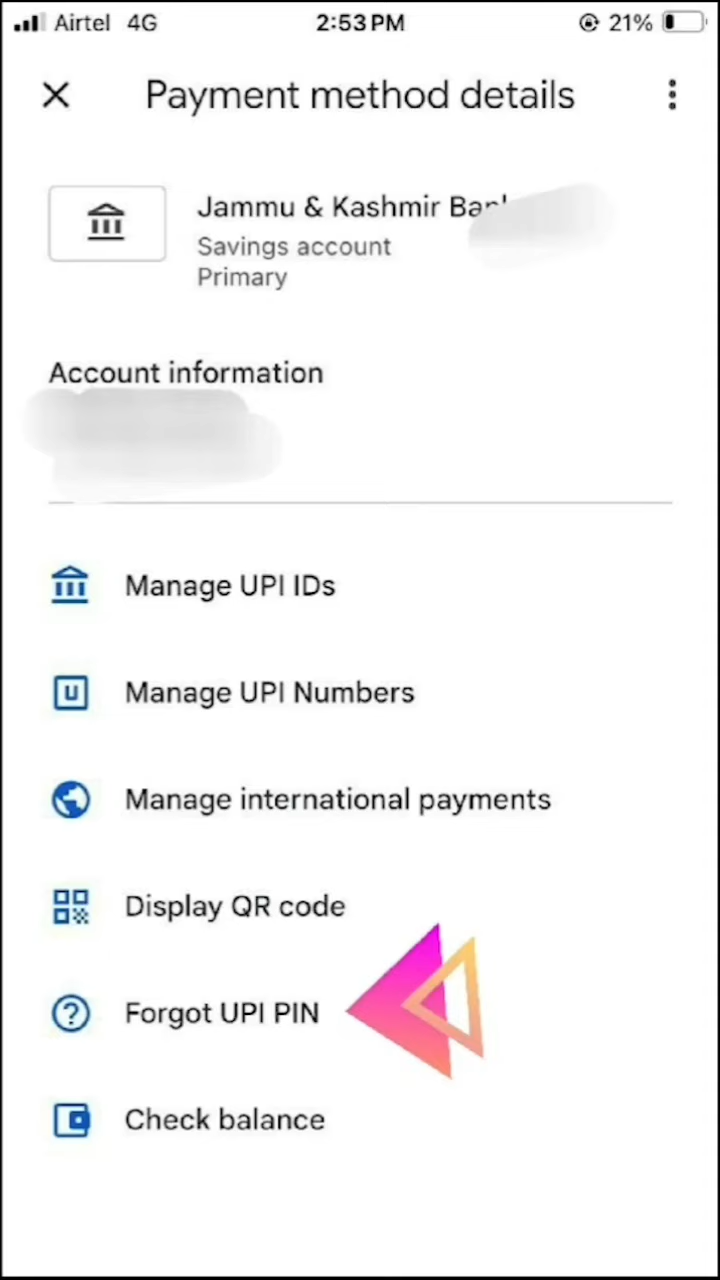 Airtel 4G 2:53 PM 21%
Payment method details
Jammu & Kashmir Bank
Savings account
Primary
Account information
Manage UPI IDs
U Manage UPI Numbers
Manage international payments
Display QR code
? Forgot UPI PIN
Check balance